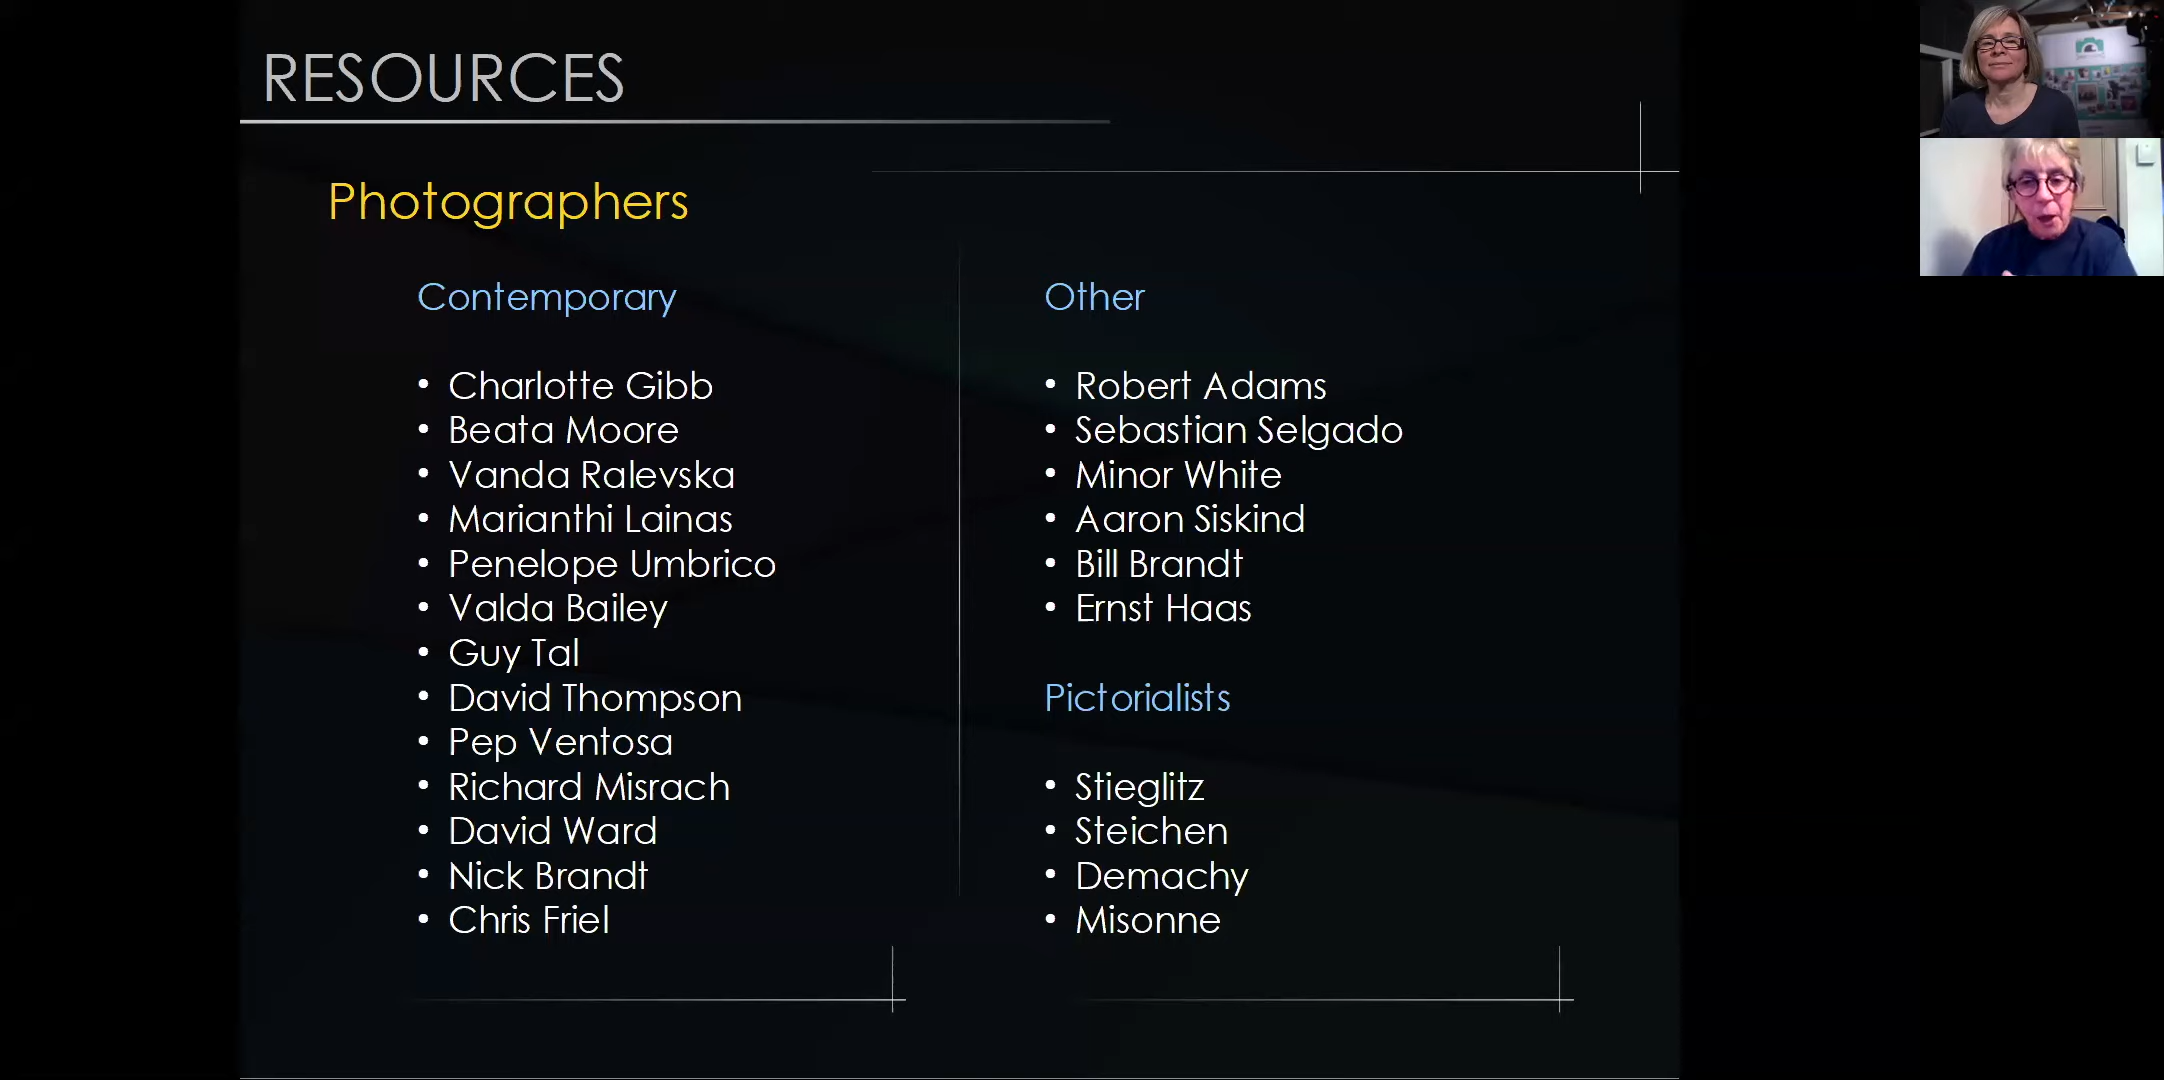 RESOURCES
Photographers
Contemporary
• Charlotte Gibb
• Beata Moore
• Vanda Ralevska
• Marianthi Lainas
• Penelope Umbrico
• Valda Bailey
• Guy Tal
• David Thompson
• Pep Ventosa
• Richard Misrach
• David Ward
• Nick Brandt
• Chris Friel
Other
• Robert Adams
• Sebastian Selgado
• Minor White
• Aaron Siskind
• Bill Brandt
• Ernst Haas
Pictorialists
• Stieglitz
• Steichen
• Demachy
• Misonne